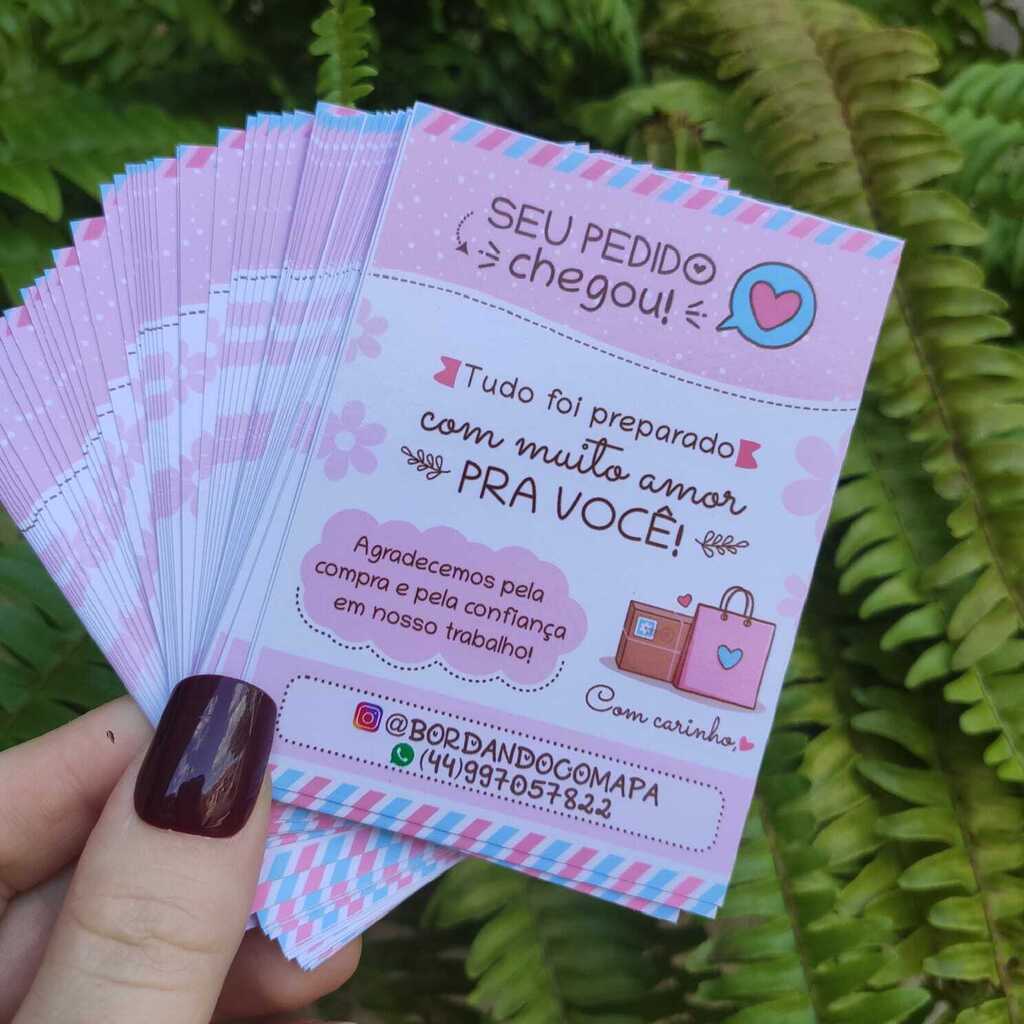 SEU PEDIDO
chegou!
Tudo foi preparado
com muito amor
PRA VOCÊ!
Agradecemos pela
compra e pela confiança
em nosso trabalho!
Com carinho,
@BORDANDOCOMAPA
(44)997057822